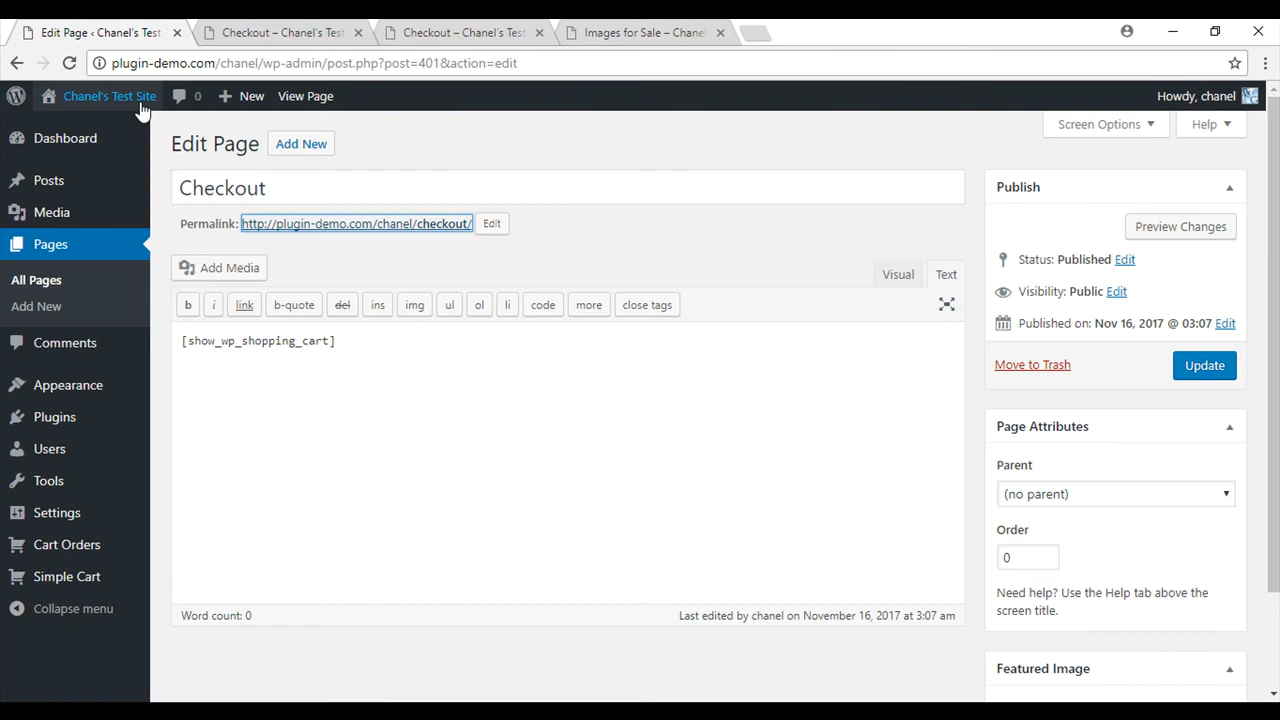 Edit Page ‹ Chanel's Test
Checkout – Chanel's Test
Checkout – Chanel's Test
Images for Sale – Chanel
plugin-demo.com/chanel/wp-admin/post.php?post=401&action=edit
Chanel's Test Site
0
New
View Page
Howdy, chanel
Screen Options
Help
Dashboard
Posts
Media
Pages
All Pages
Add New
Comments
Appearance
Plugins
Users
Tools
Settings
Cart Orders
Simple Cart
Collapse menu
Edit Page
Add New
Checkout
Permalink: http://plugin-demo.com/chanel/checkout/ Edit
Add Media
Visual
Text
b
i
link
b-quote
del
ins
img
ul
ol
li
code
more
close tags
[show_wp_shopping_cart]
Word count: 0
Last edited by chanel on November 16, 2017 at 3:07 am
Publish
Preview Changes
Status: Published Edit
Visibility: Public Edit
Published on: Nov 16, 2017 @ 03:07 Edit
Move to Trash
Update
Page Attributes
Parent
(no parent)
Order
0
Need help? Use the Help tab above the
screen title.
Featured Image